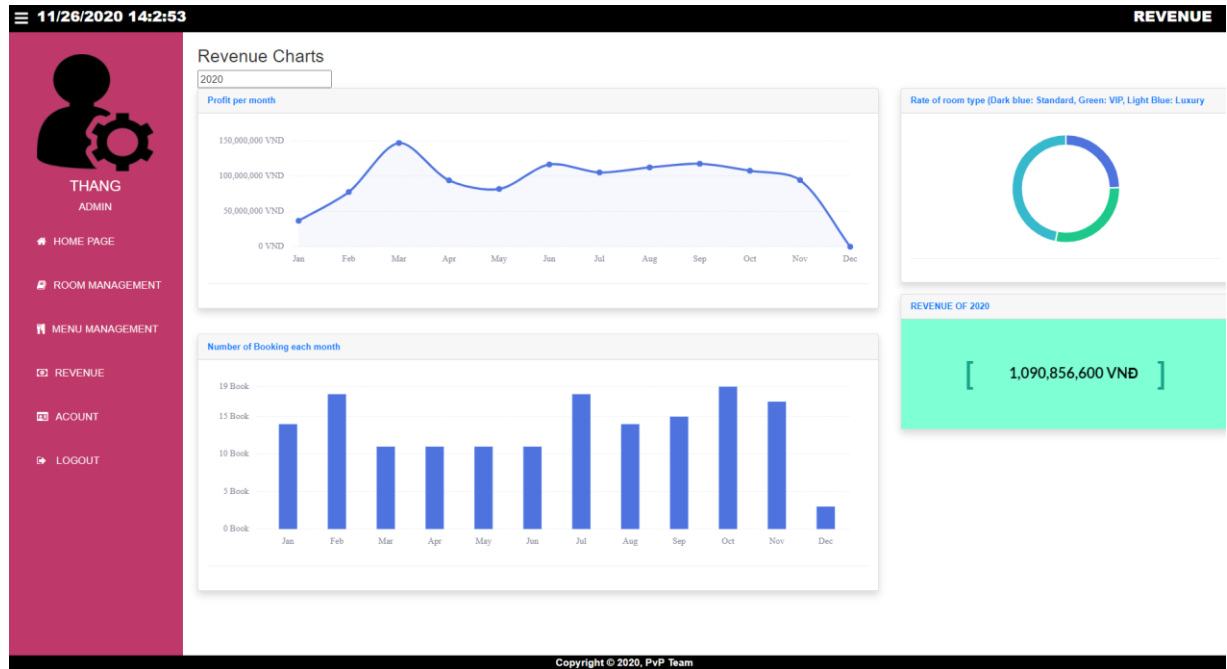 11/26/2020 14:2:53
REVENUE
THANG
ADMIN
HOME PAGE
ROOM MANAGEMENT
MENU MANAGEMENT
REVENUE
ACOUNT
LOGOUT
Revenue Charts
2020
Profit per month
150,000,000 VND
100,000,000 VND
50,000,000 VND
0 VND
Jan Feb Mar Apr May Jun Jul Aug Sep Oct Nov Dec
Number of Booking each month
19 Book
15 Book
10 Book
5 Book
0 Book
Jan Feb Mar Apr May Jun Jul Aug Sep Oct Nov Dec
Rate of room type (Dark blue: Standard, Green: VIP, Light Blue: Luxury
REVENUE OF 2020
[ 1,090,856,600 VNĐ ]
Copyright © 2020, PvP Team